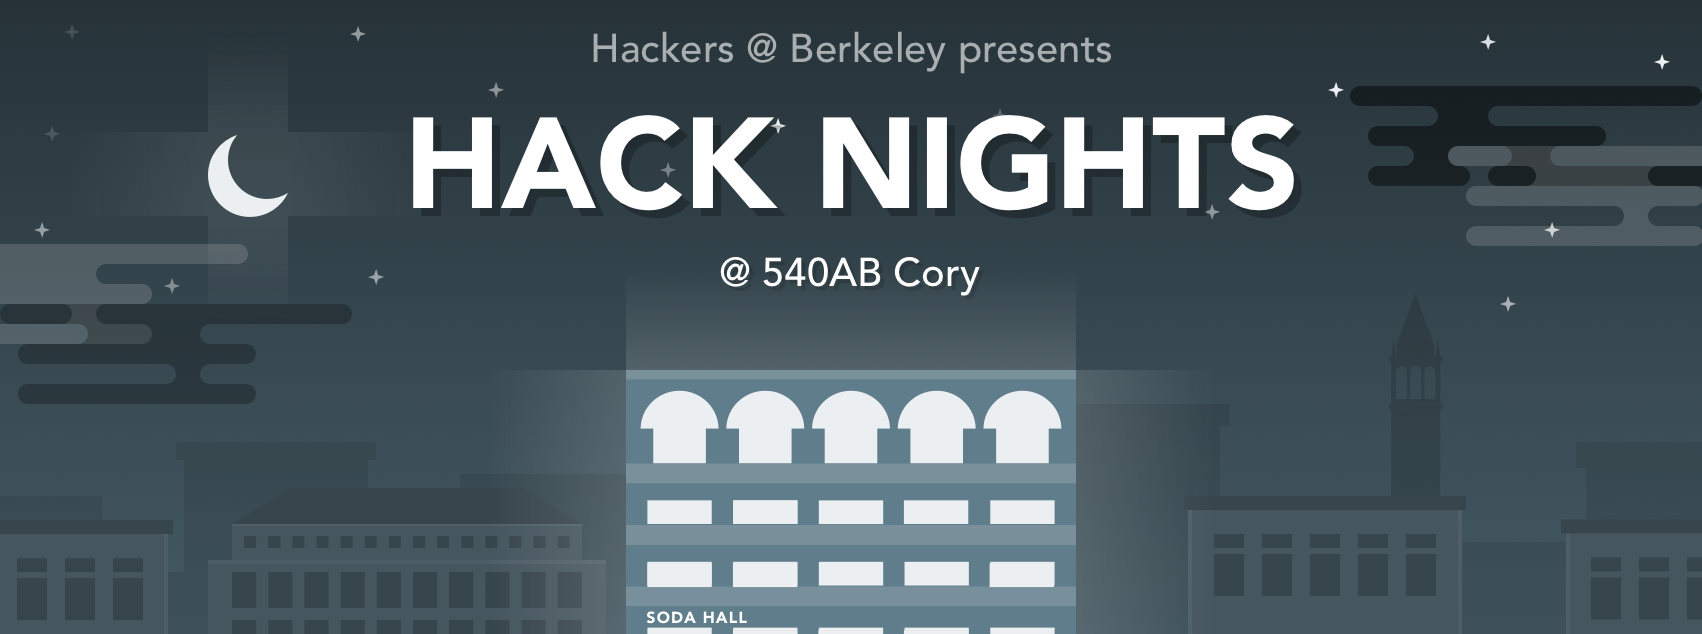 Hackers @ Berkeley presents
HACK NIGHTS
@ 540AB Cory
SODA HALL